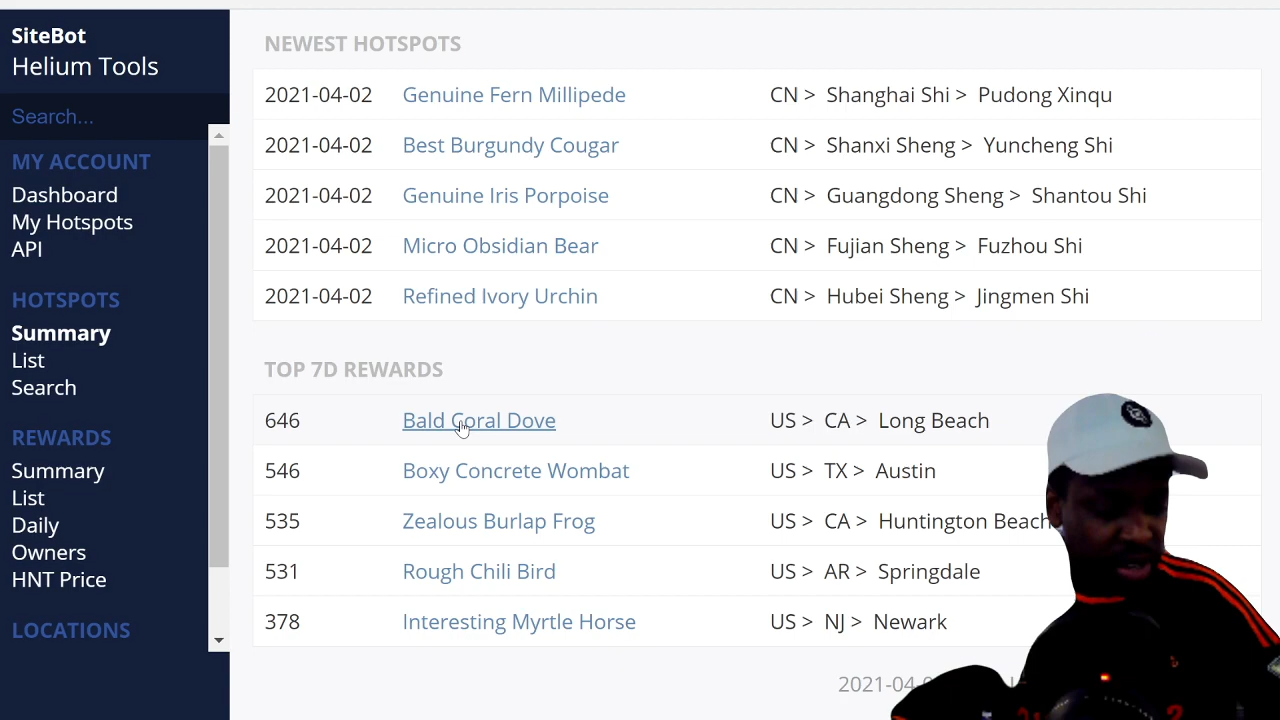 SiteBot
Helium Tools
Search...
MY ACCOUNT
Dashboard
My Hotspots
API
HOTSPOTS
Summary
List
Search
REWARDS
Summary
List
Daily
Owners
HNT Price
LOCATIONS
NEWEST HOTSPOTS
2021-04-02 Genuine Fern Millipede CN > Shanghai Shi > Pudong Xinqu
2021-04-02 Best Burgundy Cougar CN > Shanxi Sheng > Yuncheng Shi
2021-04-02 Genuine Iris Porpoise CN > Guangdong Sheng > Shantou Shi
2021-04-02 Micro Obsidian Bear CN > Fujian Sheng > Fuzhou Shi
2021-04-02 Refined Ivory Urchin CN > Hubei Sheng > Jingmen Shi
TOP 7D REWARDS
646 Bald Coral Dove US > CA > Long Beach
546 Boxy Concrete Wombat US > TX > Austin
535 Zealous Burlap Frog US > CA > Huntington Beach
531 Rough Chili Bird US > AR > Springdale
378 Interesting Myrtle Horse US > NJ > Newark